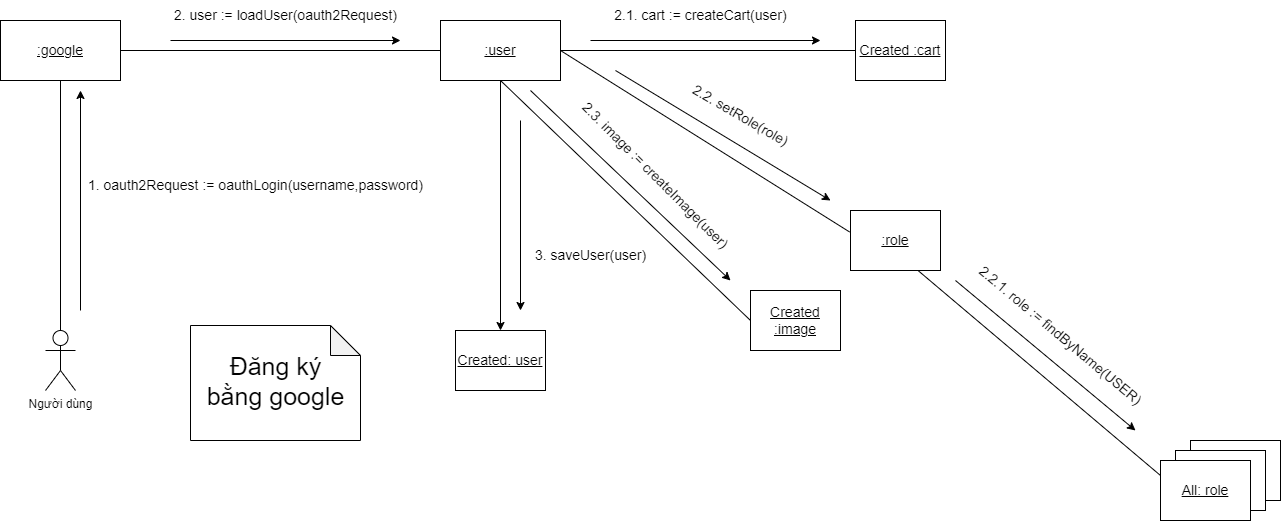 2. user := loadUser(oauth2Request)
2.1. cart := createCart(user)
:google
:user
Created :cart
2.2. setRole(role)
2.3. image := createImage(user)
1. oauth2Request := oauthLogin(username,password)
:role
3. saveUser(user)
2.2.1. role := findByName(USER)
Created
:image
Created: user
Đăng ký
bằng google
Người dùng
All: role